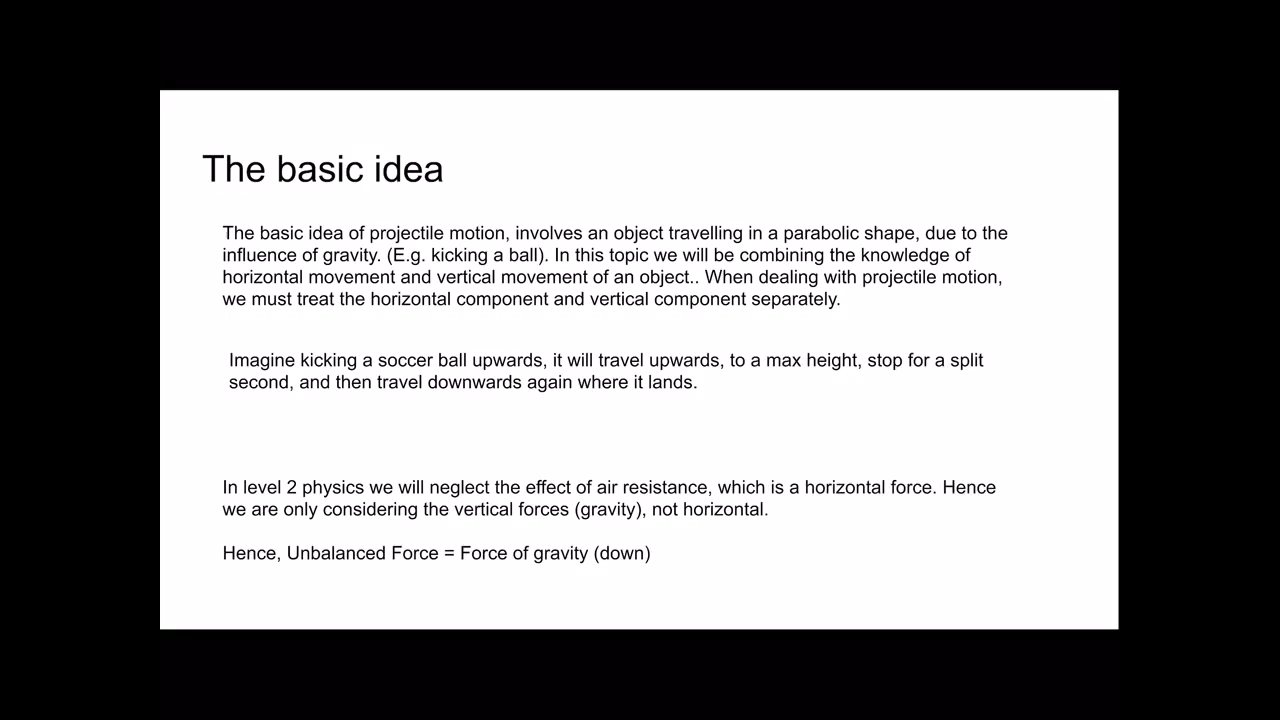 The basic idea
The basic idea of projectile motion, involves an object travelling in a parabolic shape, due to the
influence of gravity. (E.g. kicking a ball). In this topic we will be combining the knowledge of
horizontal movement and vertical movement of an object.. When dealing with projectile motion,
we must treat the horizontal component and vertical component separately.
Imagine kicking a soccer ball upwards, it will travel upwards, to a max height, stop for a split
second, and then travel downwards again where it lands.
In level 2 physics we will neglect the effect of air resistance, which is a horizontal force. Hence
we are only considering the vertical forces (gravity), not horizontal.
Hence, Unbalanced Force = Force of gravity (down)